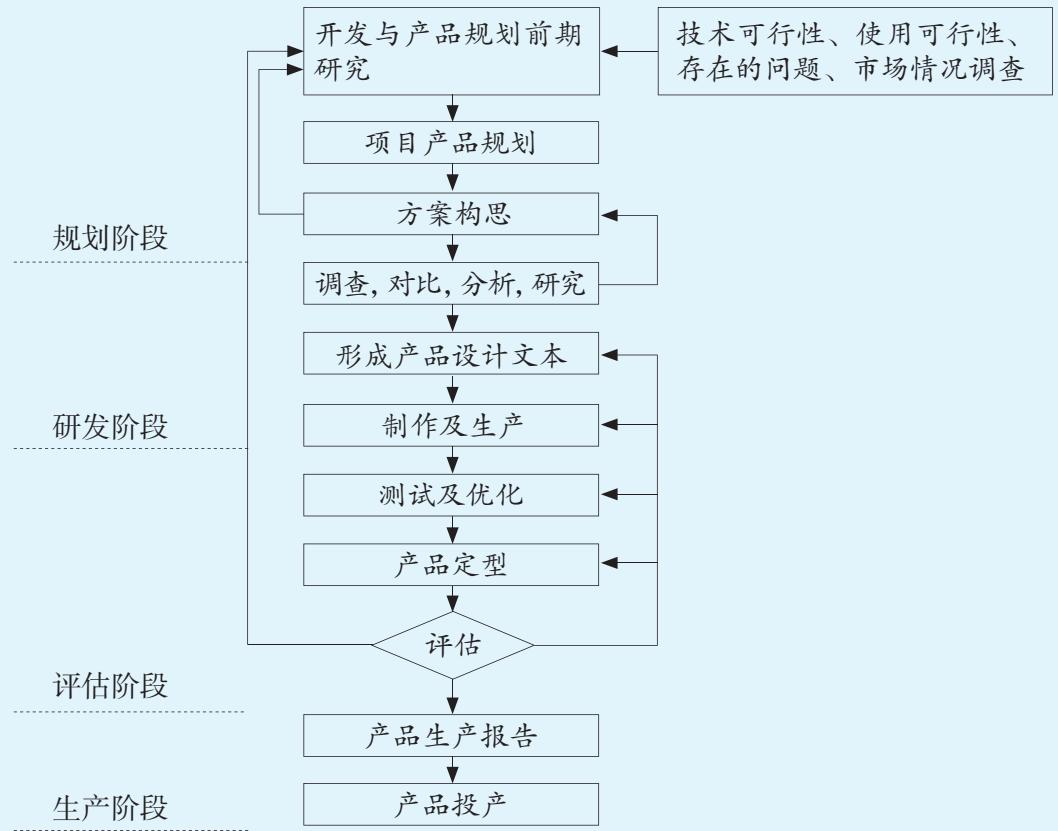 开发与产品规划前期
研究
技术可行性、使用可行性、
存在的问题、市场情况调查
项目产品规划
方案构思
规划阶段
调查, 对比, 分析, 研究
形成产品设计文本
制作及生产
研发阶段
测试及优化
产品定型
评估
评估阶段
产品生产报告
产品投产
生产阶段